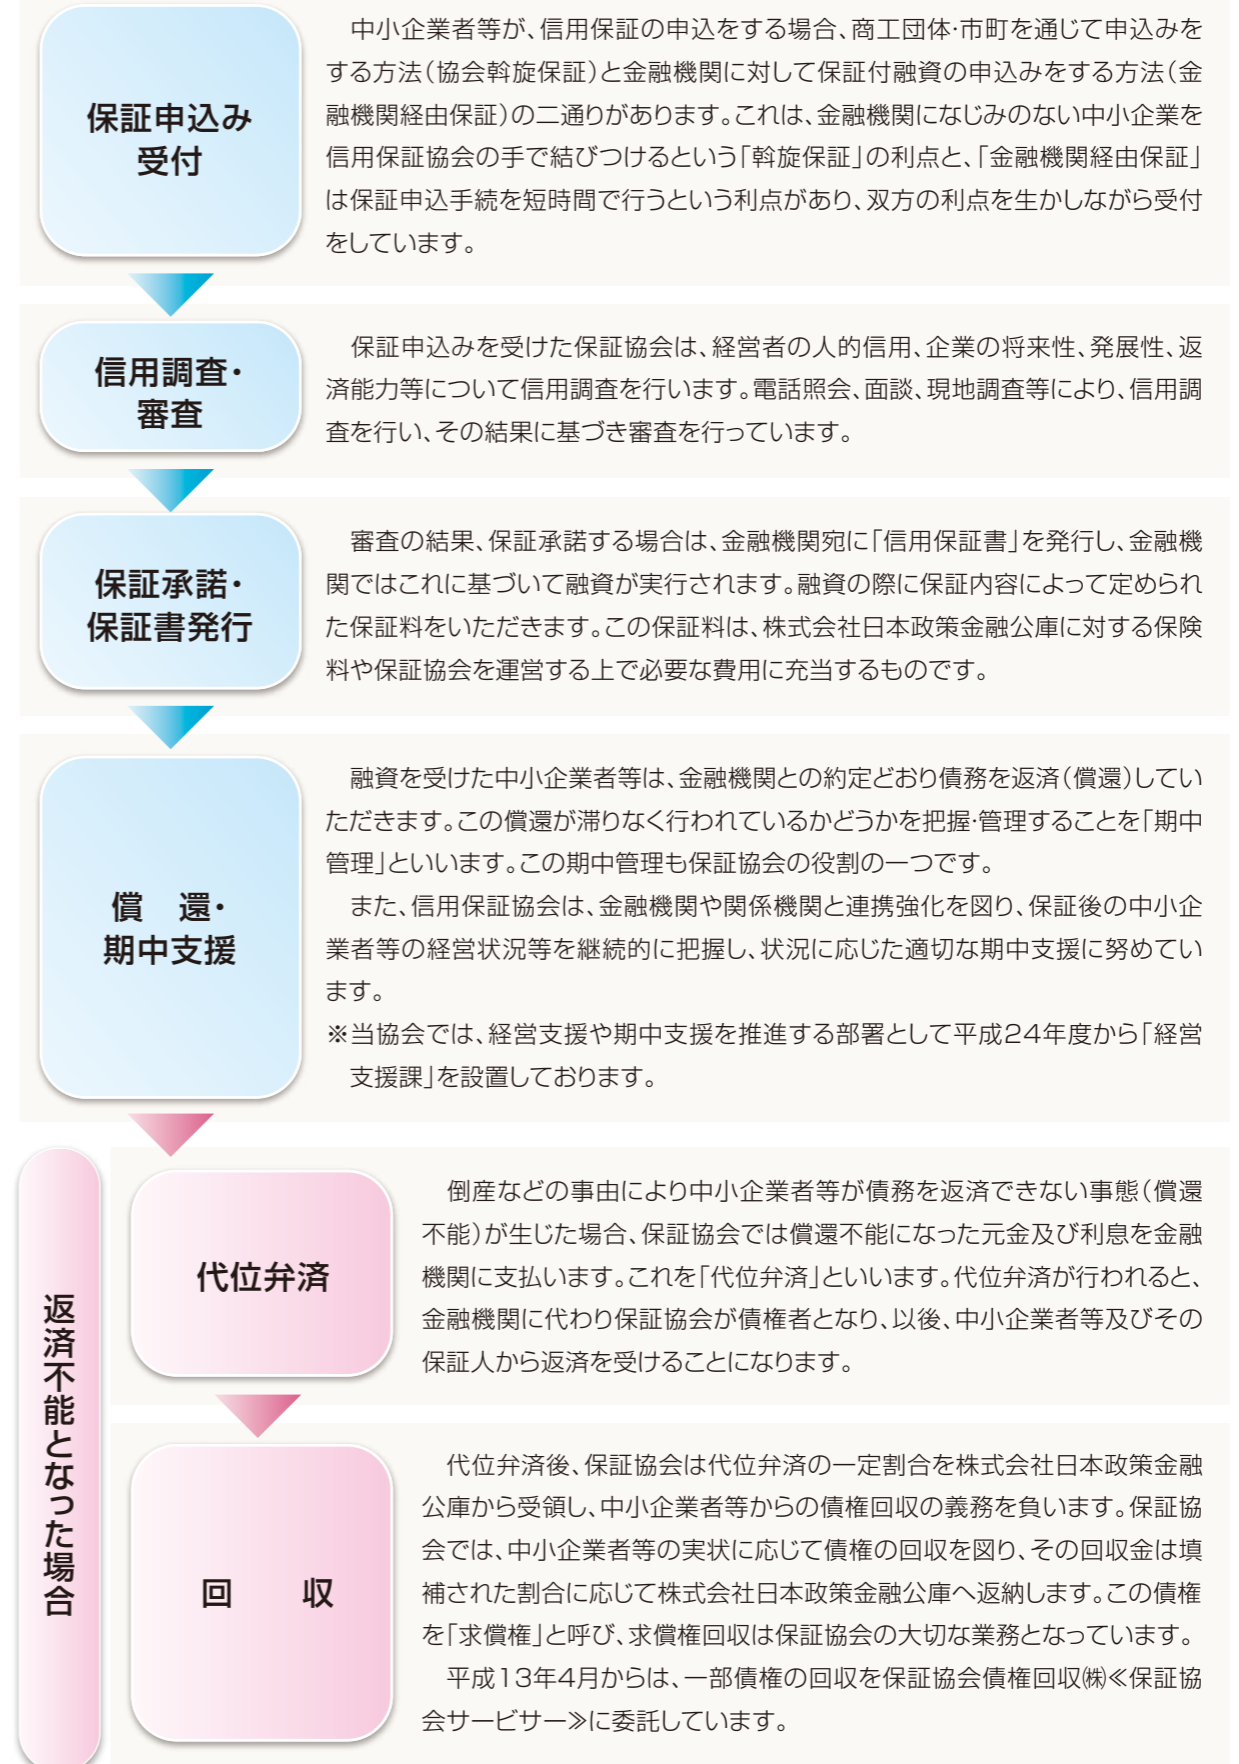 保証申込み
受付
中小企業者等が、信用保証の申込をする場合、商工団体・市町を通じて申込みを
する方法（協会斡旋保証）と金融機関に対して保証付融資の申込みをする方法（金
融機関経由保証）の二通りがあります。これは、金融機関になじみのない中小企業を
信用保証協会の手で結びつけるという「斡旋保証」の利点と、「金融機関経由保証」
は保証申込手続を短時間で行うという利点があり、双方の利点を生かしながら受付
をしています。
信用調査・
審査
保証申込みを受けた保証協会は、経営者の人的信用、企業の将来性、発展性、返
済能力等について信用調査を行います。電話照会、面談、現地調査等により、信用調
査を行い、その結果に基づき審査を行っています。
保証承諾・
保証書発行
審査の結果、保証承諾する場合は、金融機関宛に「信用保証書」を発行し、金融機
関ではこれに基づいて融資が実行されます。融資の際に保証内容によって定められ
た保証料をいただきます。この保証料は、株式会社日本政策金融公庫に対する保険
料や保証協会を運営する上で必要な費用に充当するものです。
償　還・
期中支援
融資を受けた中小企業者等は、金融機関との約定どおり債務を返済（償還）してい
ただきます。この償還が滞りなく行われているかどうかを把握・管理することを「期中
管理」といいます。この期中管理も保証協会の役割の一つです。
また、信用保証協会は、金融機関や関係機関と連携強化を図り、保証後の中小企
業者等の経営状況等を継続的に把握し、状況に応じた適切な期中支援に努めてい
ます。
※当協会では、経営支援や期中支援を推進する部署として平成24年度から「経営
支援課」を設置しております。
返済不能となった場合
代位弁済
倒産などの事由により中小企業者等が債務を返済できない事態（償還
不能）が生じた場合、保証協会では償還不能になった元金及び利息を金融
機関に支払います。これを「代位弁済」といいます。代位弁済が行われると、
金融機関に代わり保証協会が債権者となり、以後、中小企業者等及びその
保証人から返済を受けることになります。
回　収
代位弁済後、保証協会は代位弁済の一定割合を株式会社日本政策金融
公庫から受領し、中小企業者等からの債権回収の義務を負います。保証協
会では、中小企業者等の実状に応じて債権の回収を図り、その回収金は填
補された割合に応じて株式会社日本政策金融公庫へ返納します。この債権
を「求償権」と呼び、求償権回収は保証協会の大切な業務となっています。
平成13年4月からは、一部債権の回収を保証協会債権回収㈱≪保証協
会サービサー≫に委託しています。